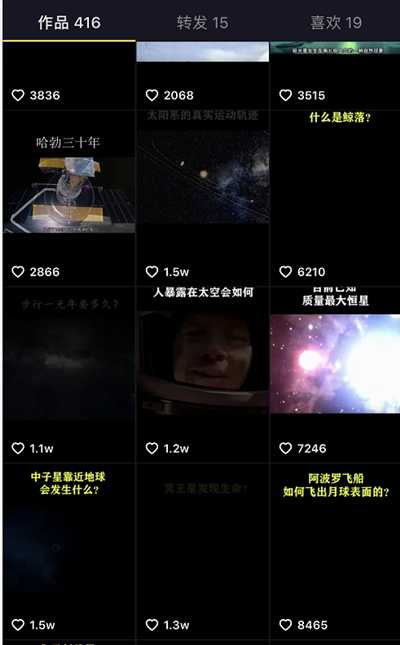 作品 416
转发 15
喜欢 19
3836
2068
3515
哈勃三十年
太阳系的真实运动轨迹
什么是鲸落?
2866
1.5w
6210
步行一光年要多久?
人暴露在太空会如何
目前已知
质量最大恒星
1.1w
1.2w
7246
中子星靠近地球
会发生什么?
冥王星发现生命?
阿波罗飞船
如何飞出月球表面的?
1.5w
1.3w
8465